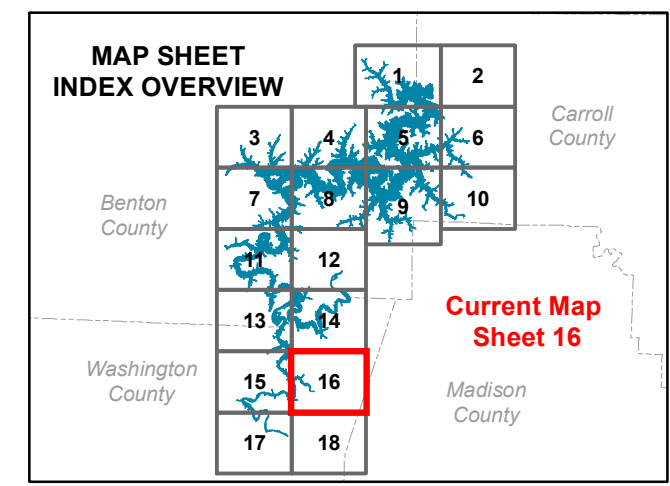 MAP SHEET
INDEX OVERVIEW
1
2
Carroll
County
3
4
5
6
Benton
County
7
8
9
10
11
12
13
14
Current Map
Sheet 16
Washington
County
15
16
Madison
County
17
18